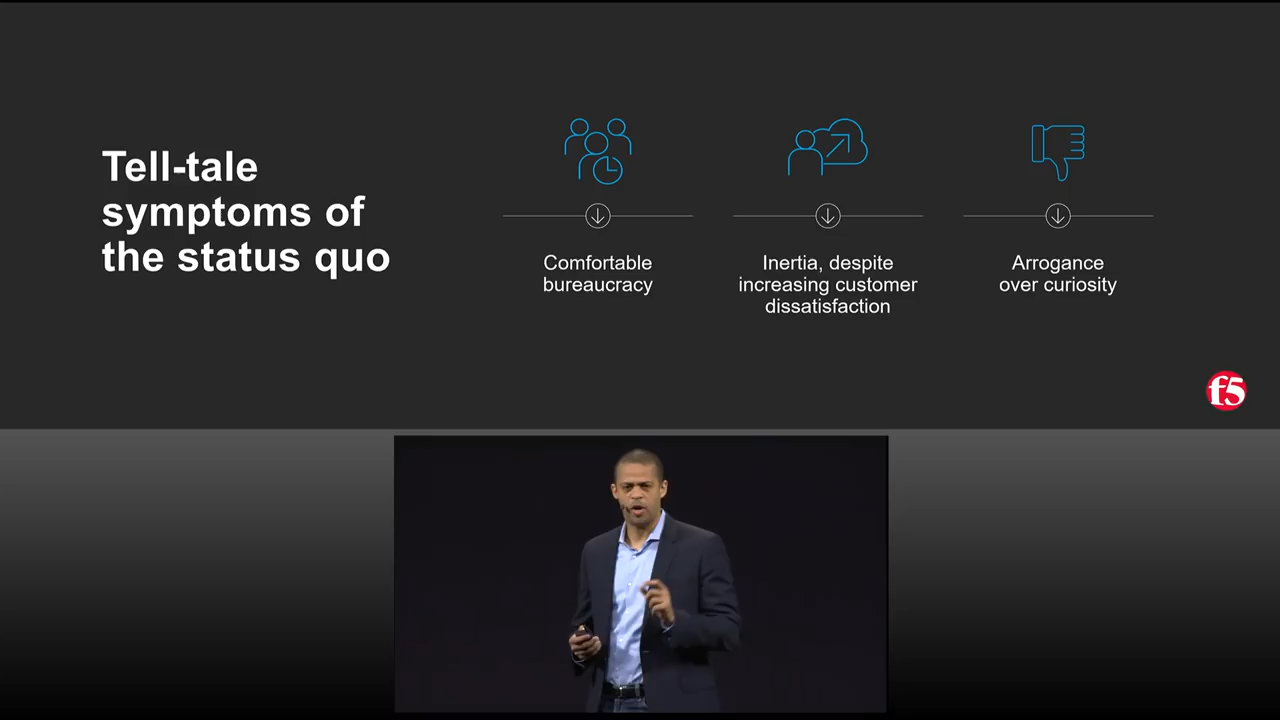 Tell-tale
symptoms of
the status quo
Comfortable
bureaucracy
Inertia, despite
increasing customer
dissatisfaction
Arrogance
over curiosity
f5